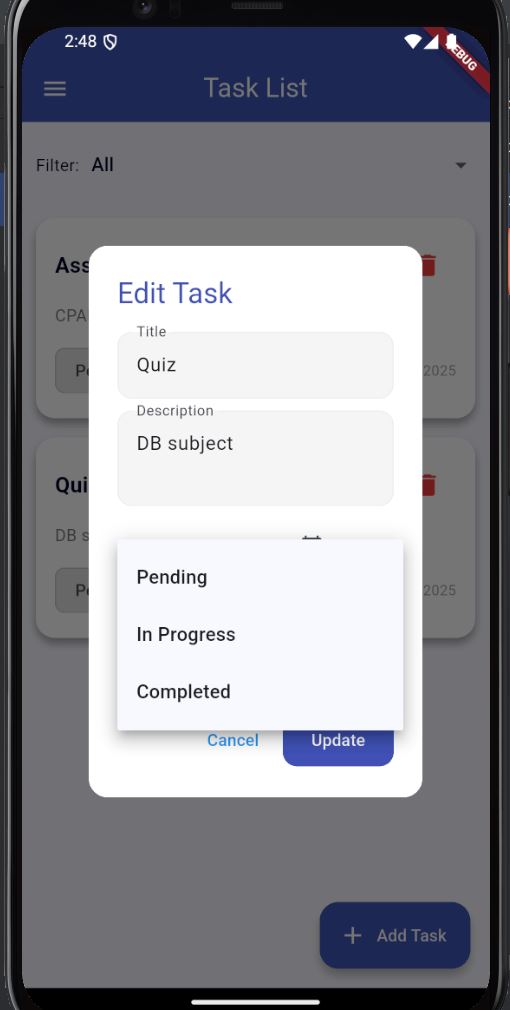 2:48
DEBUG
Task List
Filter: All
Ass
CPA
Pe
2025
Edit Task
Title
Quiz
Description
DB subject
Qui
DB s
Pe
2025
Pending
In Progress
Completed
Cancel
Update
+ Add Task